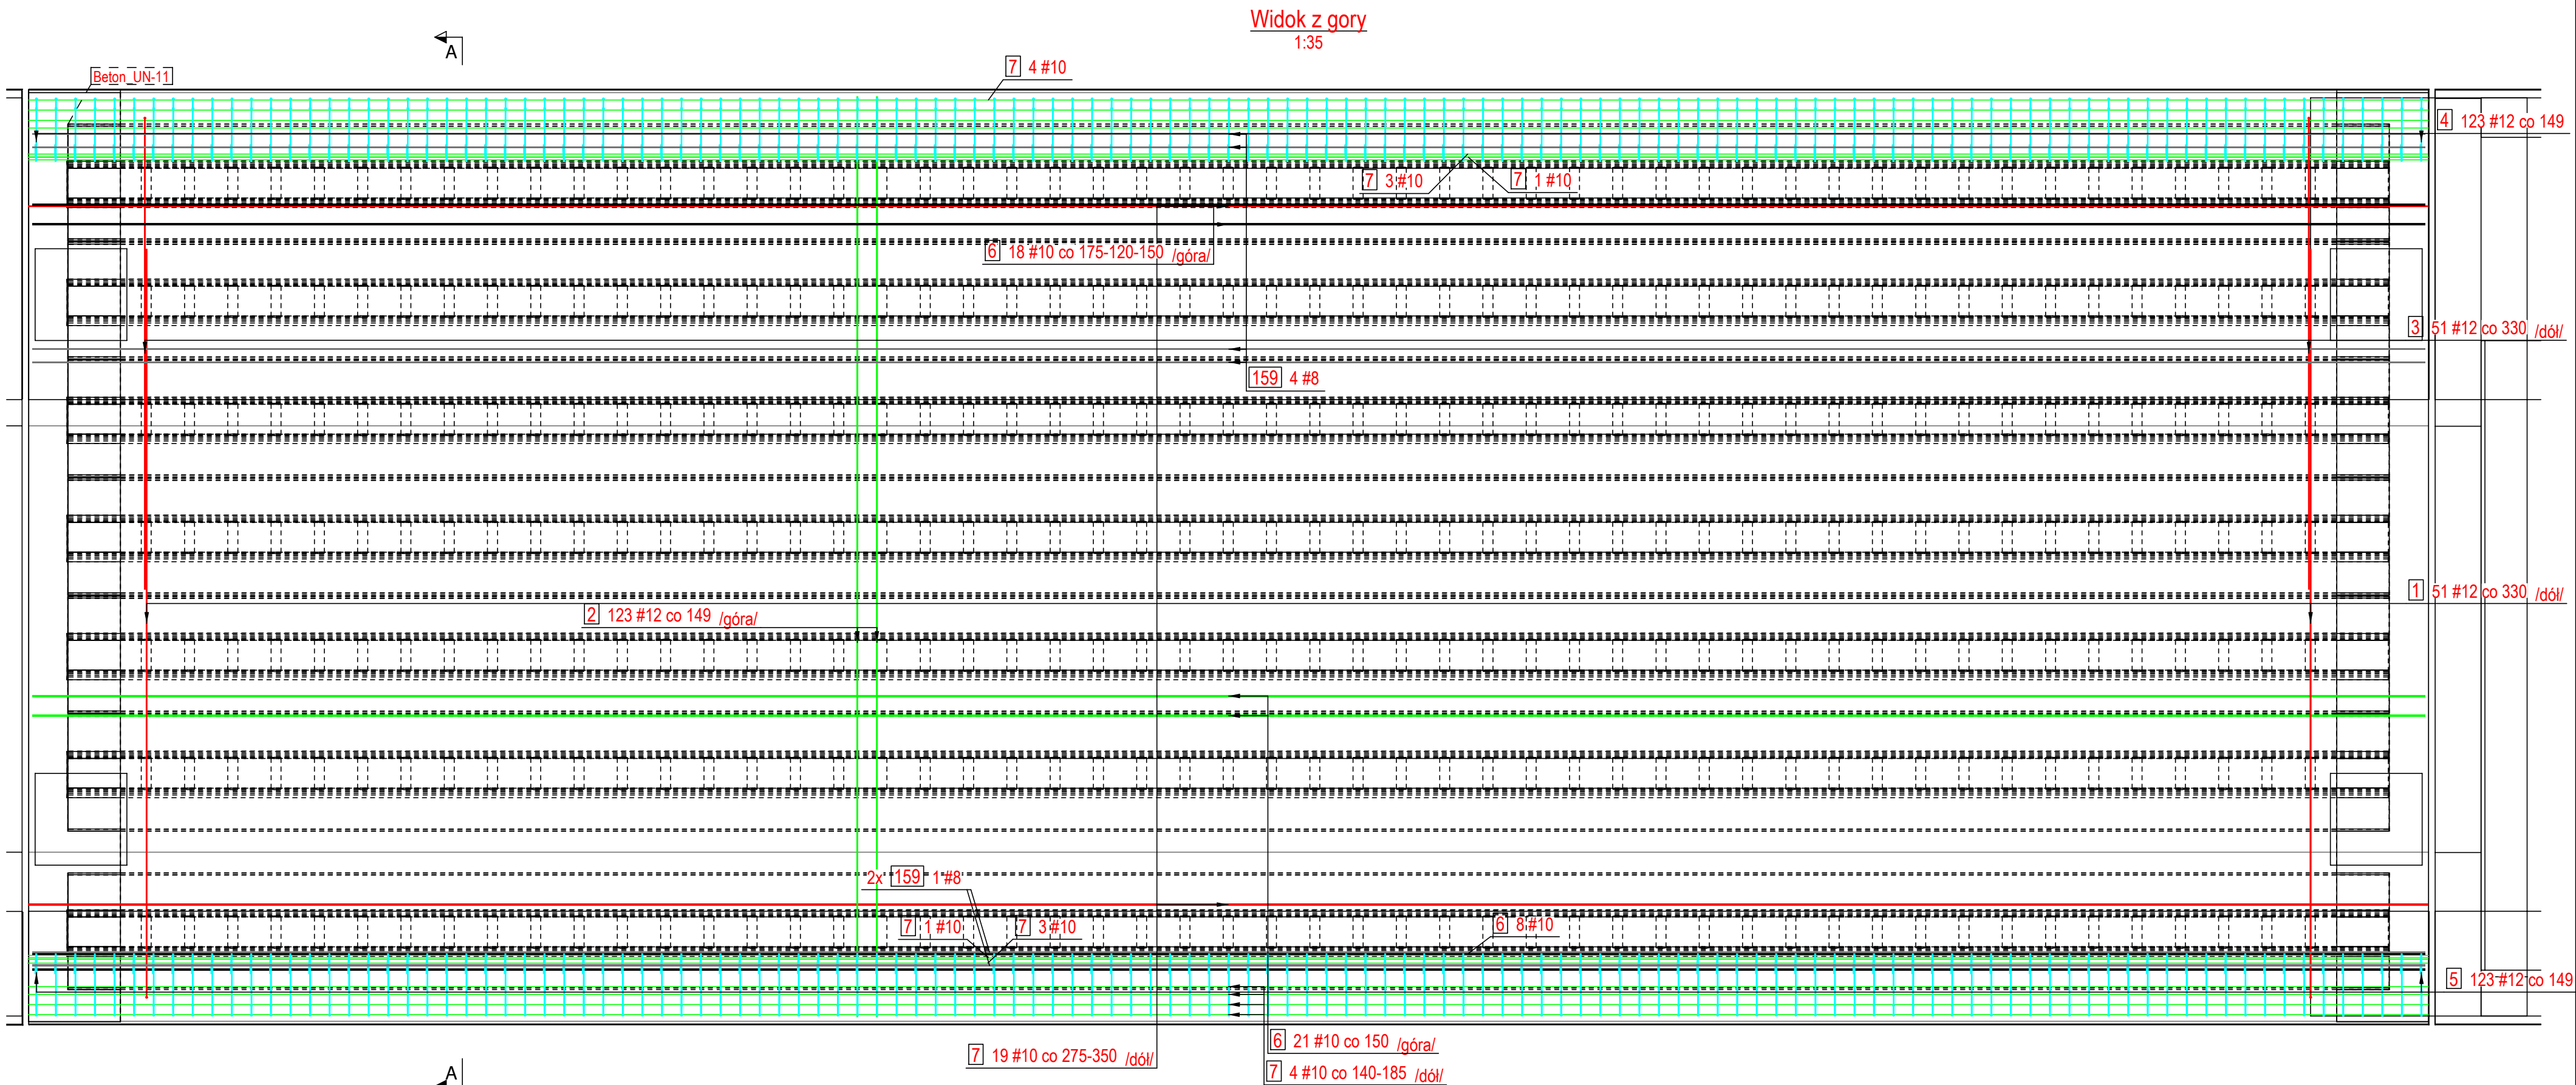 Widok z gory
1:35
A
Beton_UN-11
7 4 #10
4 123 #12 co 149
7 3 #10
7 1 #10
6 18 #10 co 175-120-150 /góra/
3 51 #12 co 330 /dół/
159 4 #8
1 51 #12 co 330 /dół/
2 123 #12 co 149 /góra/
2x 159 1 #8
7 1 #10
7 3 #10
6 8 #10
5 123 #12 co 149
6 21 #10 co 150 /góra/
7 19 #10 co 275-350 /dół/
7 4 #10 co 140-185 /dół/
A